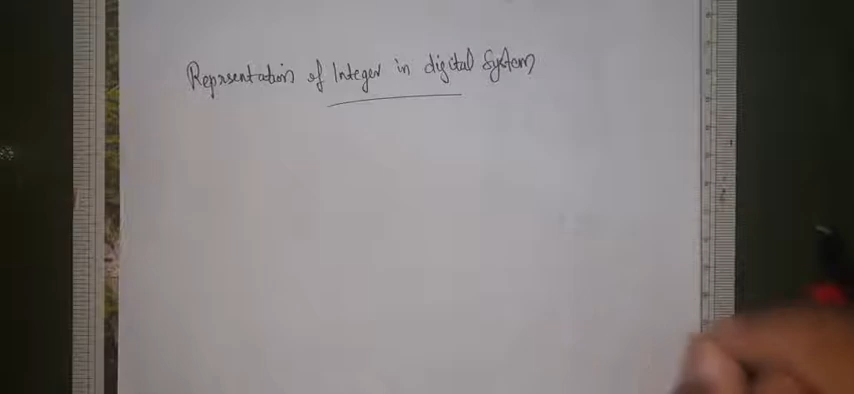 Representation of Integer in digital System